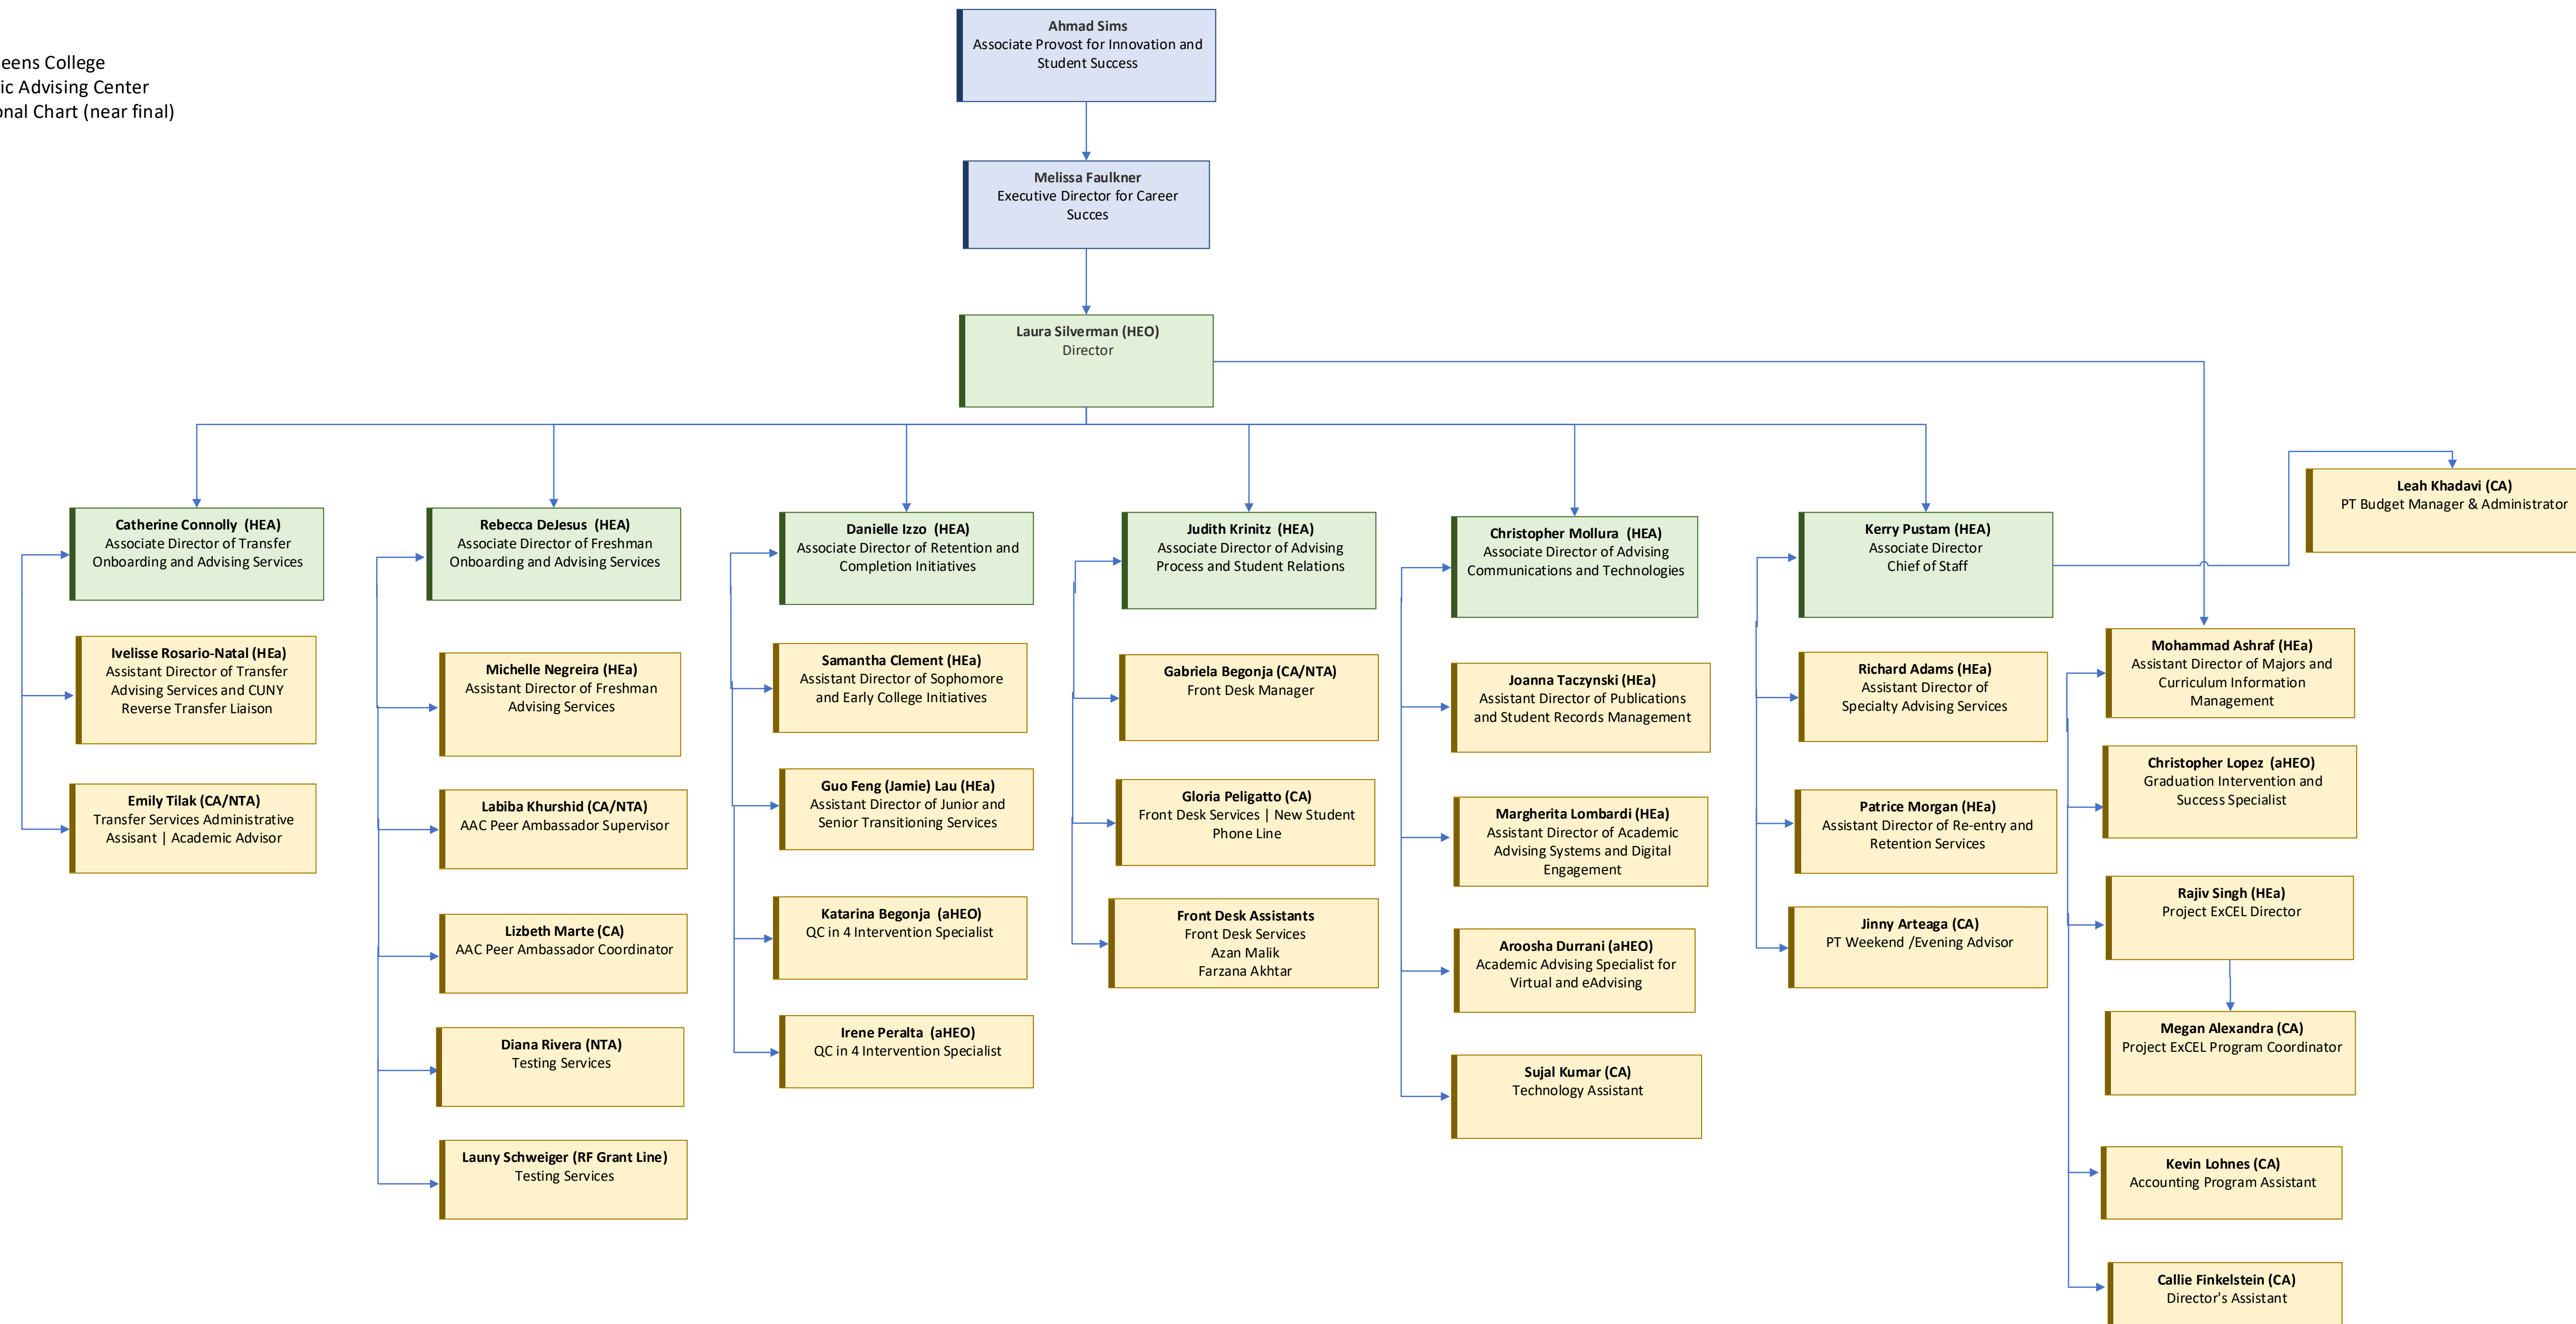 eens College
ic Advising Center
onal Chart (near final)
Ahmad Sims
Associate Provost for Innovation and
Student Success
Melissa Faulkner
Executive Director for Career
Succes
Laura Silverman (HEO)
Director
Catherine Connolly (HEA)
Associate Director of Transfer
Onboarding and Advising Services
Ivelisse Rosario-Natal (HEa)
Assistant Director of Transfer
Advising Services and CUNY
Reverse Transfer Liaison
Emily Tilak (CA/NTA)
Transfer Services Administrative
Assisant | Academic Advisor
Rebecca DeJesus (HEA)
Associate Director of Freshman
Onboarding and Advising Services
Michelle Negreira (HEa)
Assistant Director of Freshman
Advising Services
Labiba Khurshid (CA/NTA)
AAC Peer Ambassador Supervisor
Lizbeth Marte (CA)
AAC Peer Ambassador Coordinator
Diana Rivera (NTA)
Testing Services
Launy Schweiger (RF Grant Line)
Testing Services
Danielle Izzo (HEA)
Associate Director of Retention and
Completion Initiatives
Samantha Clement (HEa)
Assistant Director of Sophomore
and Early College Initiatives
Guo Feng (Jamie) Lau (HEa)
Assistant Director of Junior and
Senior Transitioning Services
Katarina Begonja (aHEO)
QC in 4 Intervention Specialist
Irene Peralta (aHEO)
QC in 4 Intervention Specialist
Judith Krinitz (HEA)
Associate Director of Advising
Process and Student Relations
Gabriela Begonja (CA/NTA)
Front Desk Manager
Gloria Peligatto (CA)
Front Desk Services | New Student
Phone Line
Front Desk Assistants
Front Desk Services
Azan Malik
Farzana Akhtar
Christopher Mollura (HEA)
Associate Director of Advising
Communications and Technologies
Joanna Taczynski (HEa)
Assistant Director of Publications
and Student Records Management
Margherita Lombardi (HEa)
Assistant Director of Academic
Advising Systems and Digital
Engagement
Aroosha Durrani (aHEO)
Academic Advising Specialist for
Virtual and eAdvising
Sujal Kumar (CA)
Technology Assistant
Kerry Pustam (HEA)
Associate Director
Chief of Staff
Richard Adams (HEa)
Assistant Director of
Specialty Advising Services
Patrice Morgan (HEa)
Assistant Director of Re-entry and
Retention Services
Jinny Arteaga (CA)
PT Weekend /Evening Advisor
Leah Khadavi (CA)
PT Budget Manager & Administrator
Mohammad Ashraf (HEa)
Assistant Director of Majors and
Curriculum Information
Management
Christopher Lopez (aHEO)
Graduation Intervention and
Success Specialist
Rajiv Singh (HEa)
Project ExCEL Director
Megan Alexandra (CA)
Project ExCEL Program Coordinator
Kevin Lohnes (CA)
Accounting Program Assistant
Callie Finkelstein (CA)
Director's Assistant